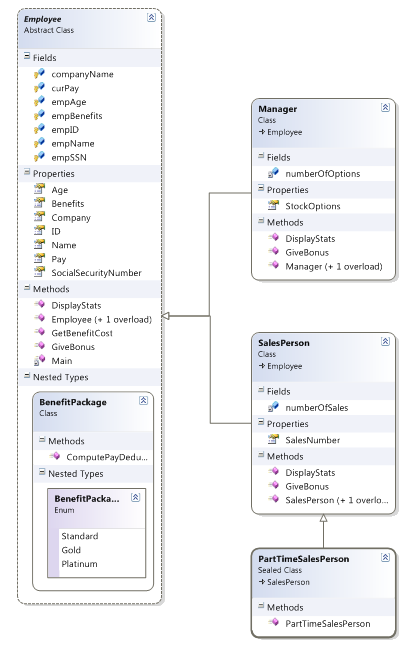 Employee
Abstract Class
Fields
companyName
curPay
empAge
empBenefits
empID
empName
empSSN
Properties
Age
Benefits
Company
ID
Name
Pay
SocialSecurityNumber
Methods
DisplayStats
Employee (+ 1 overload)
GetBenefitCost
GiveBonus
Main
Nested Types
BenefitPackage
Class
Methods
ComputePayDedu...
Nested Types
BenefitPacka...
Enum
Standard
Gold
Platinum
Manager
Class
Employee
Fields
numberOfOptions
Properties
StockOptions
Methods
DisplayStats
GiveBonus
Manager (+ 1 overload)
SalesPerson
Class
Employee
Fields
numberOfSales
Properties
SalesNumber
Methods
DisplayStats
GiveBonus
SalesPerson (+ 1 overlo...
PartTimeSalesPerson
Sealed Class
SalesPerson
Methods
PartTimeSalesPerson